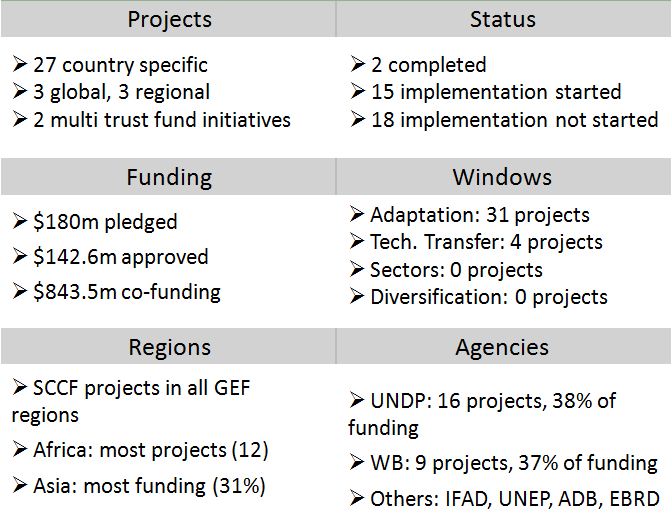 Projects
27 country specific
3 global, 3 regional
2 multi trust fund initiatives
Status
2 completed
15 implementation started
18 implementation not started
Funding
$180m pledged
$142.6m approved
$843.5m co-funding
Windows
Adaptation: 31 projects
Tech. Transfer: 4 projects
Sectors: 0 projects
Diversification: 0 projects
Regions
SCCF projects in all GEF
regions
Africa: most projects (12)
Asia: most funding (31%)
Agencies
UNDP: 16 projects, 38% of
funding
WB: 9 projects, 37% of funding
Others: IFAD, UNEP, ADB, EBRD